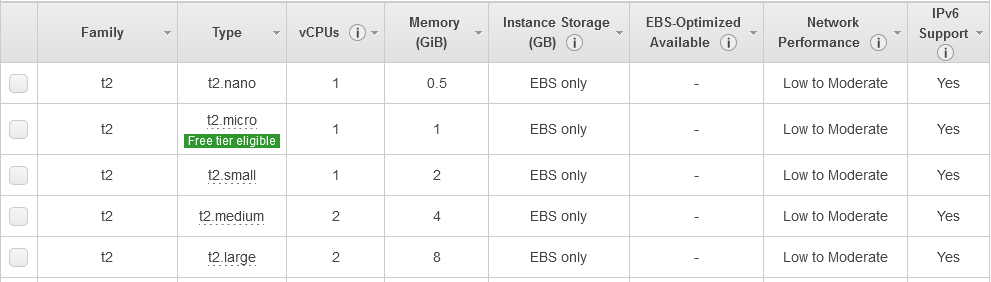 Family Type vCPUs Memory (GiB) Instance Storage (GB) EBS-Optimized Available Network Performance IPv6 Support
t2 t2.nano 1 0.5 EBS only - Low to Moderate Yes
t2 t2.micro Free tier eligible 1 1 EBS only - Low to Moderate Yes
t2 t2.small 1 2 EBS only - Low to Moderate Yes
t2 t2.medium 2 4 EBS only - Low to Moderate Yes
t2 t2.large 2 8 EBS only - Low to Moderate Yes